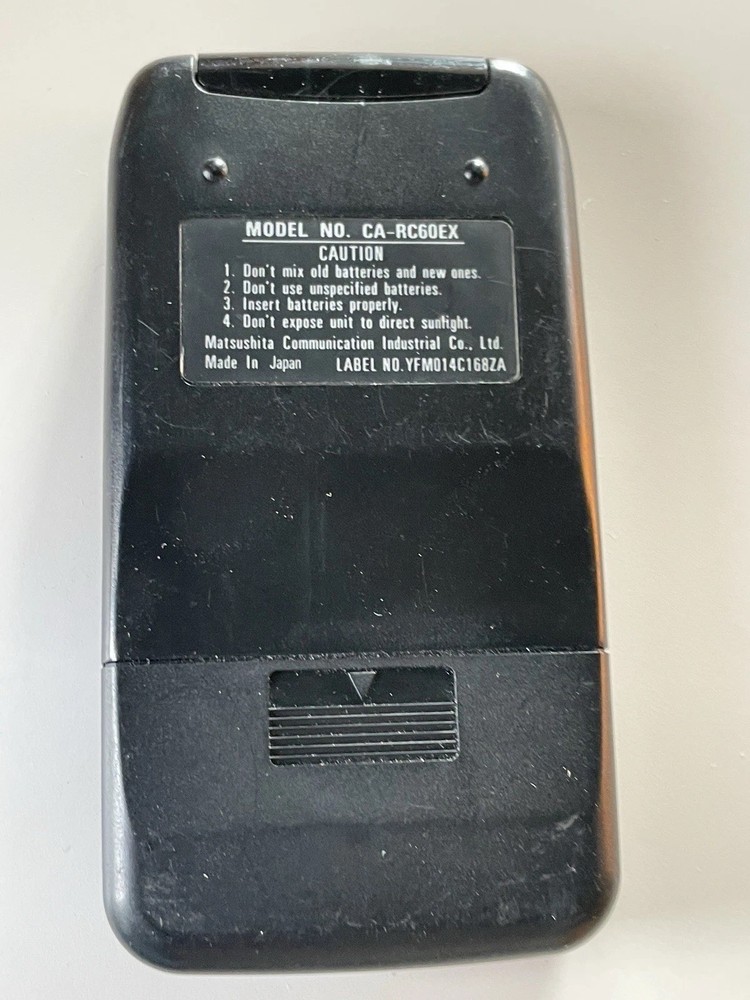 MODEL NO. CA-RC60EX
CAUTION
1. Don't mix old batteries and new ones.
2. Don't use unspecified batteries.
3. Insert batteries properly.
4. Don't expose unit to direct sunlight.
Matsushita Communication Industrial Co., Ltd.
Made In Japan LABEL NO.YFM014C168ZA